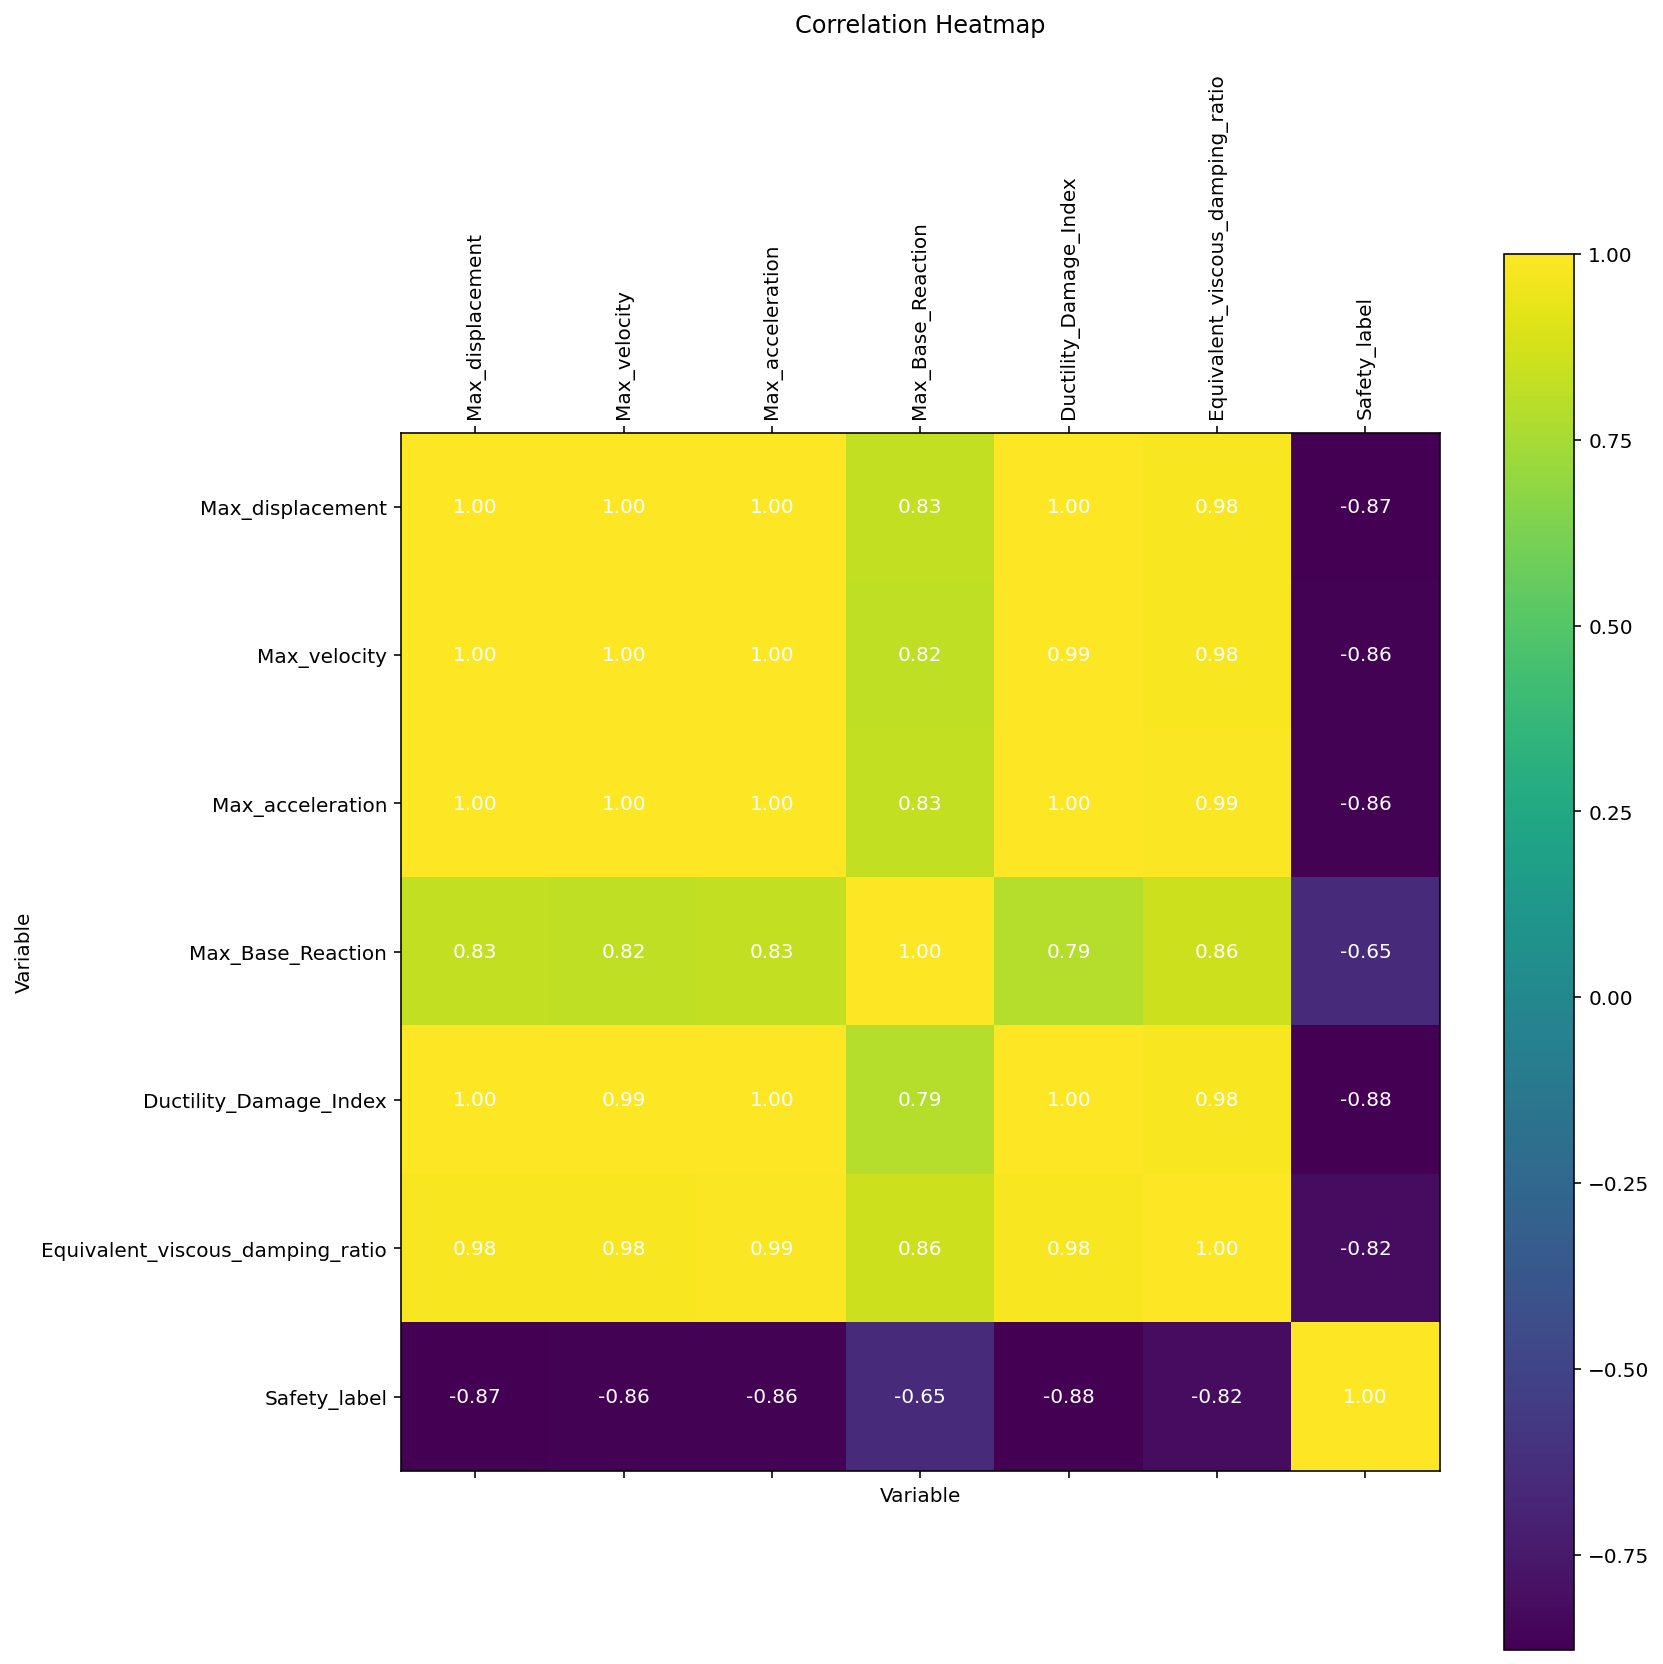 Correlation Heatmap
Max_displacement
Max_velocity
Max_acceleration
Max_Base_Reaction
Ductility_Damage_Index
Equivalent_viscous_damping_ratio
Safety_label
Max_displacement 1.00 1.00 1.00 0.83 1.00 0.98 -0.87
Max_velocity 1.00 1.00 1.00 0.82 0.99 0.98 -0.86
Max_acceleration 1.00 1.00 1.00 0.83 1.00 0.99 -0.86
Max_Base_Reaction 0.83 0.82 0.83 1.00 0.79 0.86 -0.65
Ductility_Damage_Index 1.00 0.99 1.00 0.79 1.00 0.98 -0.88
Equivalent_viscous_damping_ratio 0.98 0.98 0.99 0.86 0.98 1.00 -0.82
Safety_label -0.87 -0.86 -0.86 -0.65 -0.88 -0.82 1.00
Variable
Variable
1.00
0.75
0.50
0.25
0.00
−0.25
−0.50
−0.75